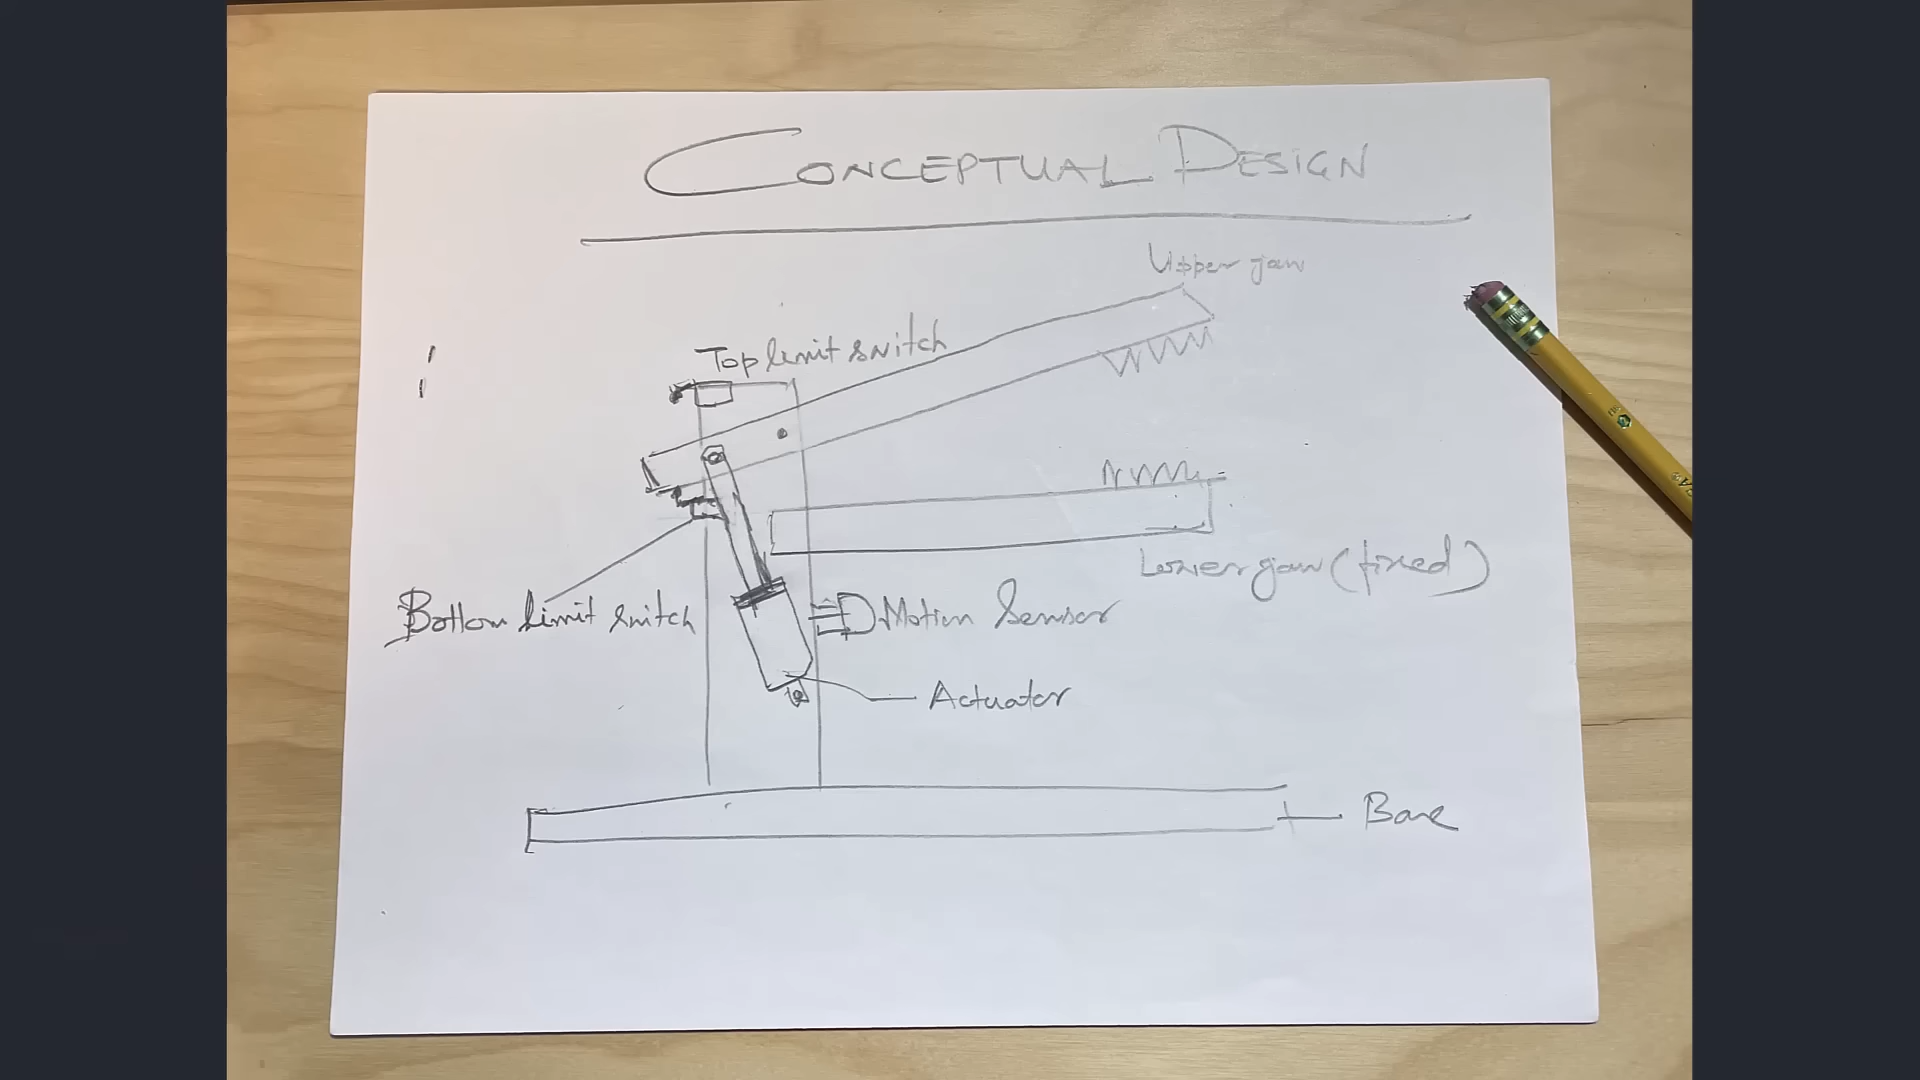 CONCEPTUAL DESIGN
Upper jaw
Top limit switch
Lower jaw (fixed)
Bottom limit switch
Motion Sensor
Actuator
Base